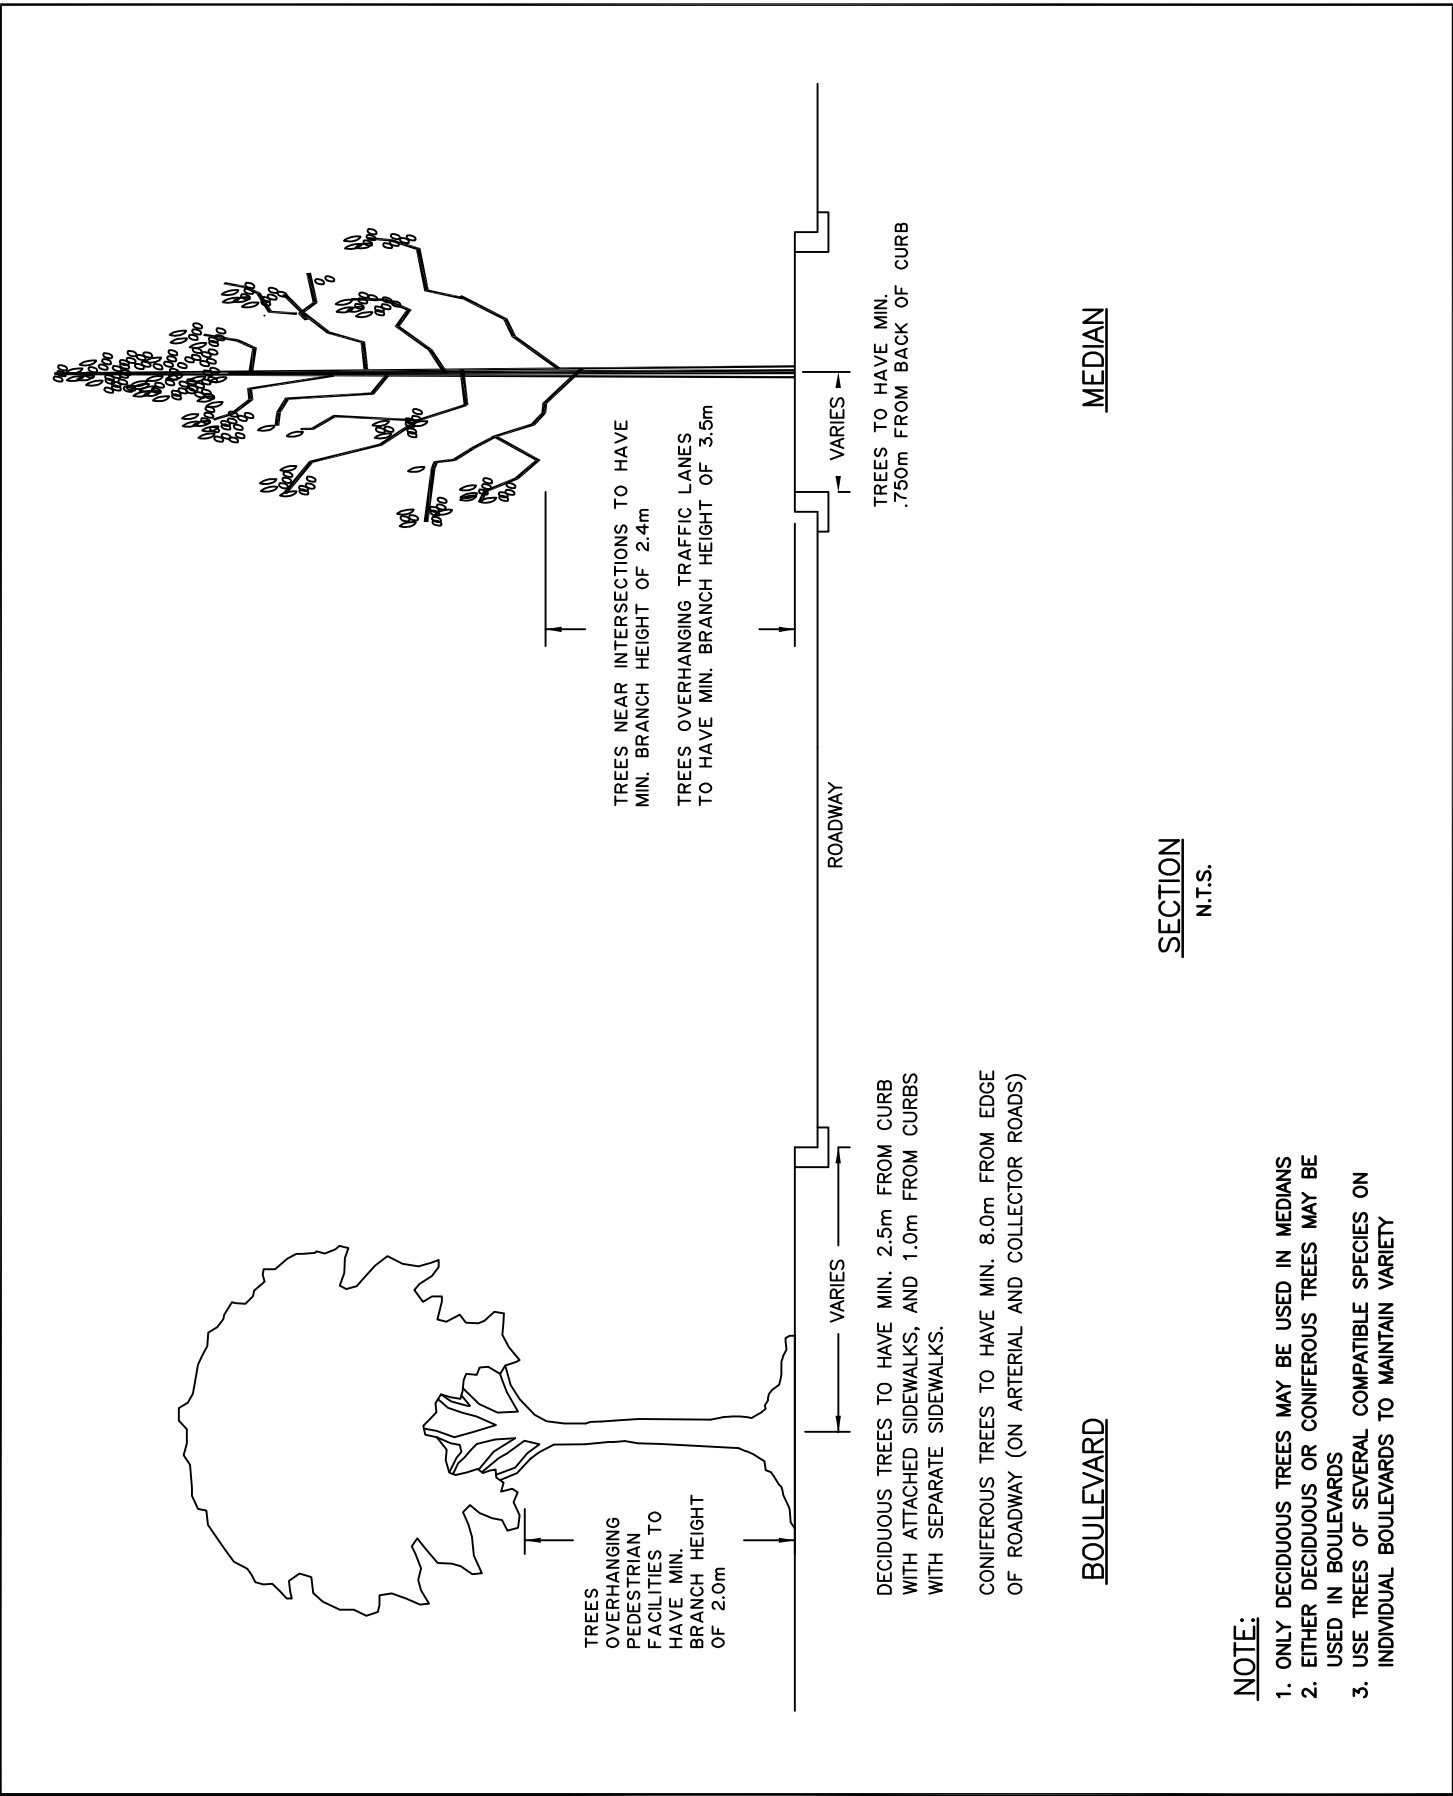 TREES
OVERHANGING
PEDESTRIAN
FACILITIES TO
HAVE MIN.
BRANCH HEIGHT
OF 2.0m
TREES NEAR INTERSECTIONS TO HAVE
MIN. BRANCH HEIGHT OF 2.4m
TREES OVERHANGING TRAFFIC LANES
TO HAVE MIN. BRANCH HEIGHT OF 3.5m
VARIES
ROADWAY
VARIES
DECIDUOUS TREES TO HAVE MIN. 2.5m FROM CURB
WITH ATTACHED SIDEWALKS, AND 1.0m FROM CURBS
WITH SEPARATE SIDEWALKS.
CONIFEROUS TREES TO HAVE MIN. 8.0m FROM EDGE
OF ROADWAY (ON ARTERIAL AND COLLECTOR ROADS)
TREES TO HAVE MIN.
.750m FROM BACK OF CURB
BOULEVARD
MEDIAN
SECTION
N.T.S.
NOTE:
1. ONLY DECIDUOUS TREES MAY BE USED IN MEDIANS
2. EITHER DECIDUOUS OR CONIFEROUS TREES MAY BE
USED IN BOULEVARDS
3. USE TREES OF SEVERAL COMPATIBLE SPECIES ON
INDIVIDUAL BOULEVARDS TO MAINTAIN VARIETY